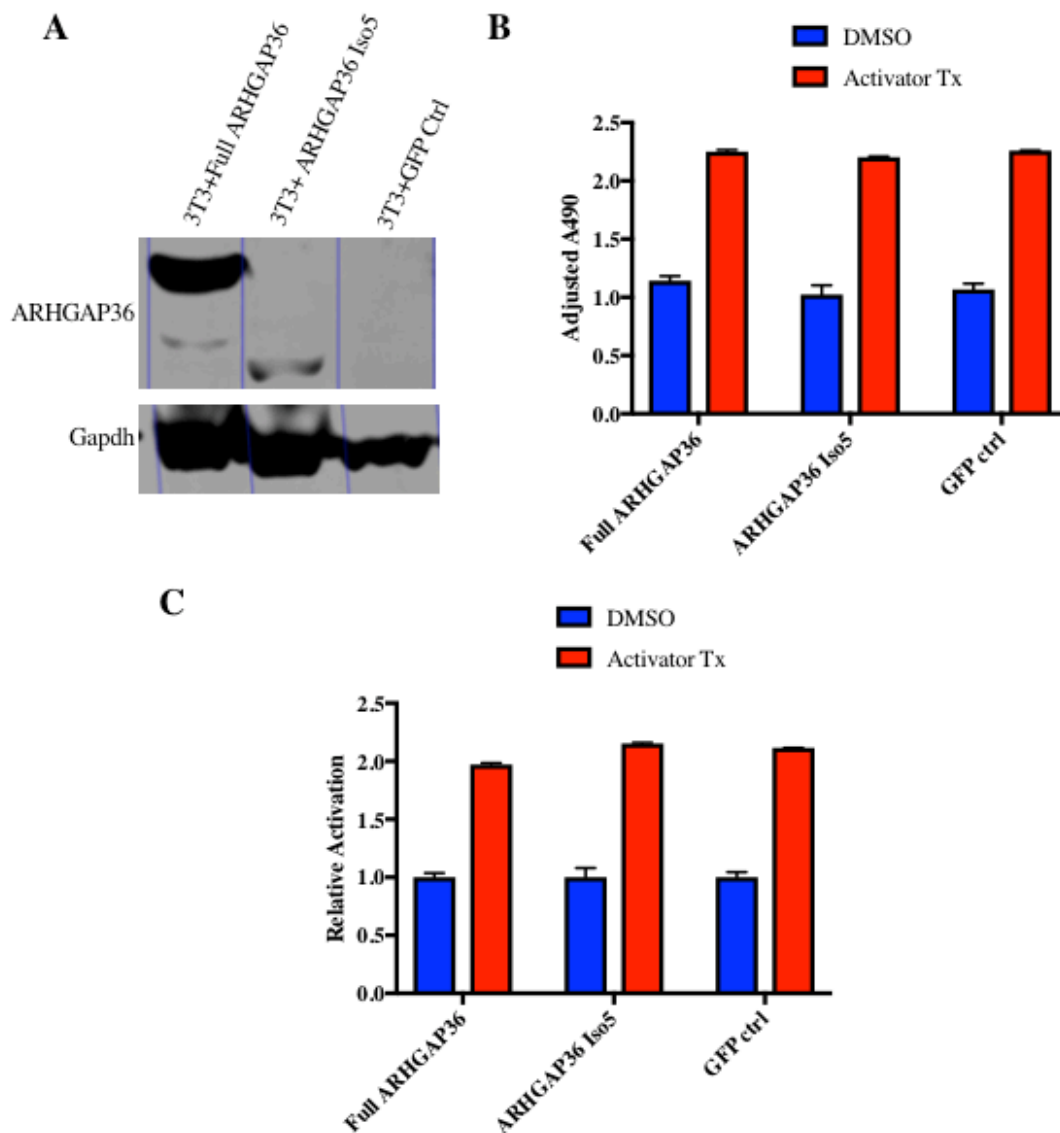 A
3T3+Full ARHGAP36
3T3+ ARHGAP36 Iso5
3T3+GFP Ctrl
ARHGAP36
Gapdh
B
DMSO
Activator Tx
Adjusted A490
2.5
2.0
1.5
1.0
0.5
0.0
Full ARHGAP36
ARHGAP36 Iso5
GFP ctrl
C
DMSO
Activator Tx
Relative Activation
2.5
2.0
1.5
1.0
0.5
0.0
Full ARHGAP36
ARHGAP36 Iso5
GFP ctrl